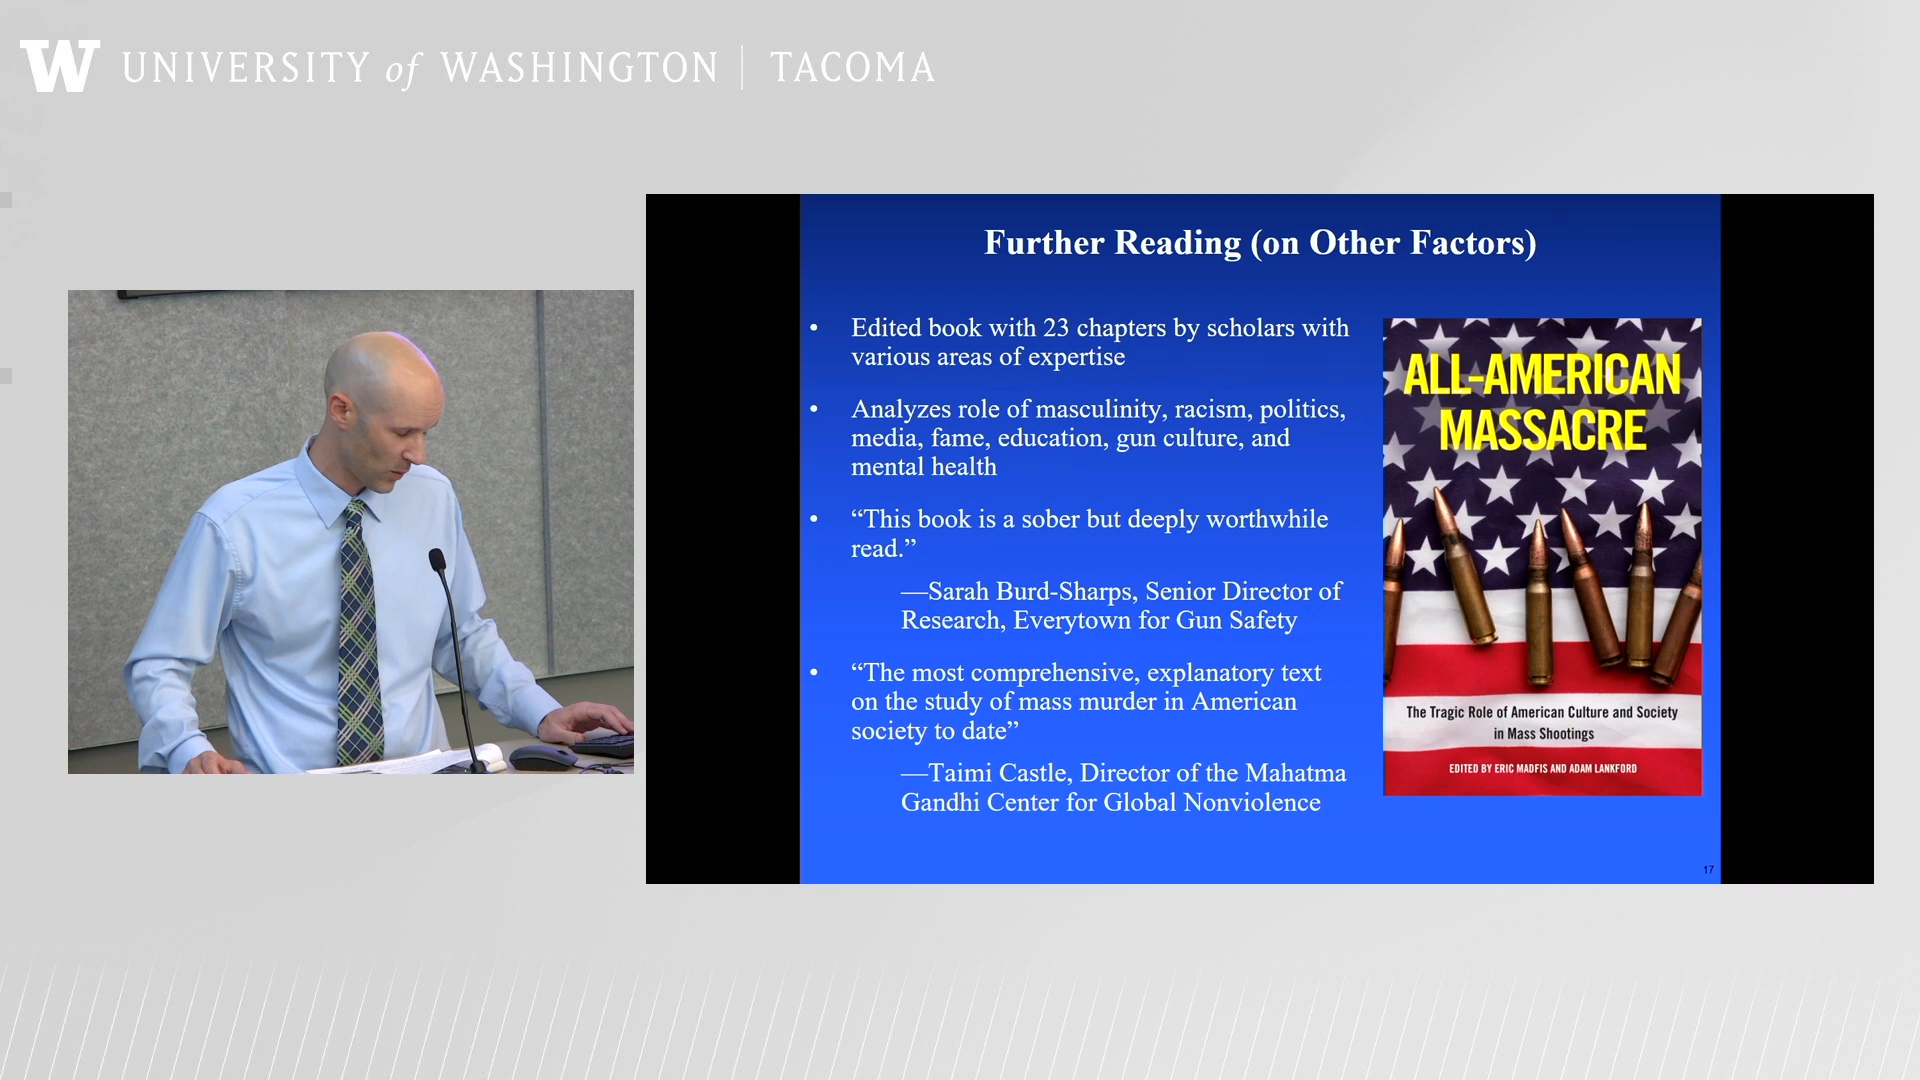 W UNIVERSITY of WASHINGTON | TACOMA
Further Reading (on Other Factors)
• Edited book with 23 chapters by scholars with
various areas of expertise
• Analyzes role of masculinity, racism, politics,
media, fame, education, gun culture, and
mental health
• “This book is a sober but deeply worthwhile
read.”
—Sarah Burd-Sharps, Senior Director of
Research, Everytown for Gun Safety
• “The most comprehensive, explanatory text
on the study of mass murder in American
society to date”
—Taimi Castle, Director of the Mahatma
Gandhi Center for Global Nonviolence
ALL-AMERICAN
MASSACRE
The Tragic Role of American Culture and Society
in Mass Shootings
EDITED BY ERIC MADFIS AND ADAM LANKFORD
17